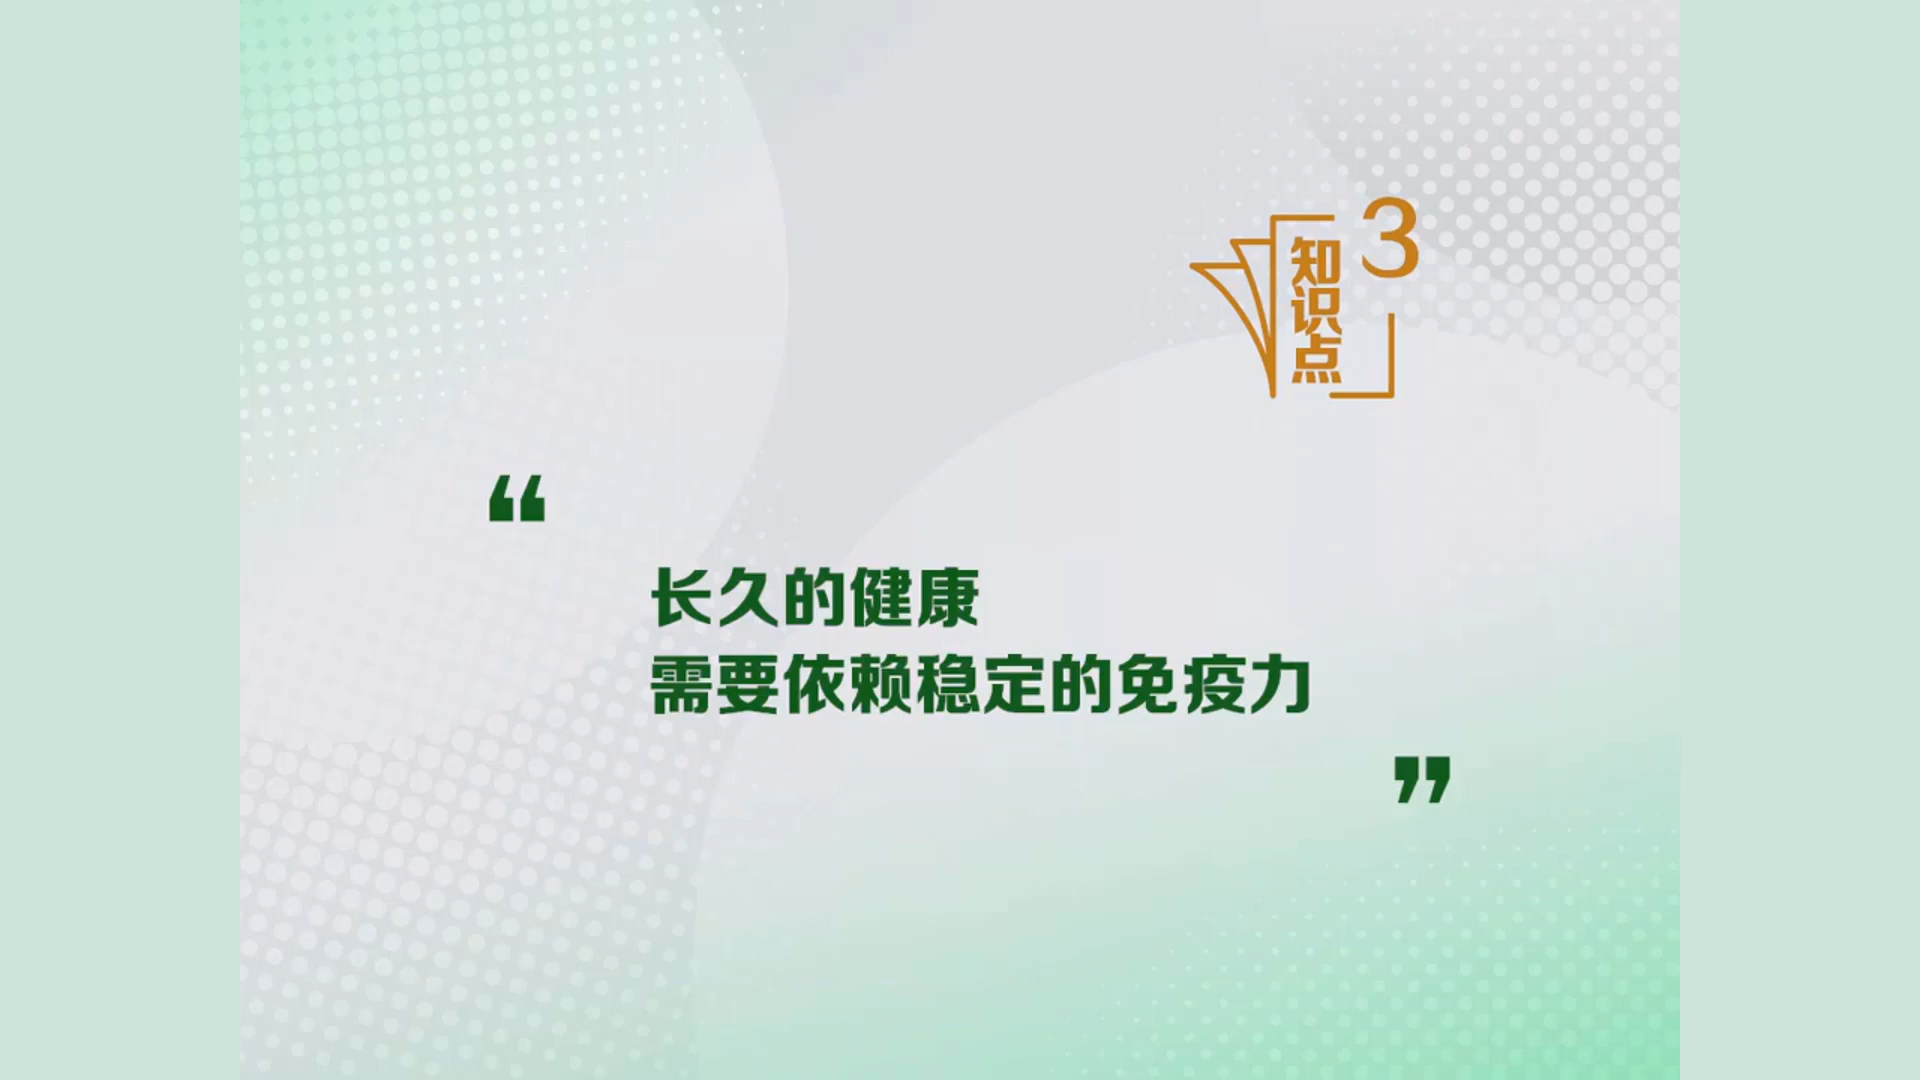 知识点 3
“
长久的健康
需要依赖稳定的免疫力
”